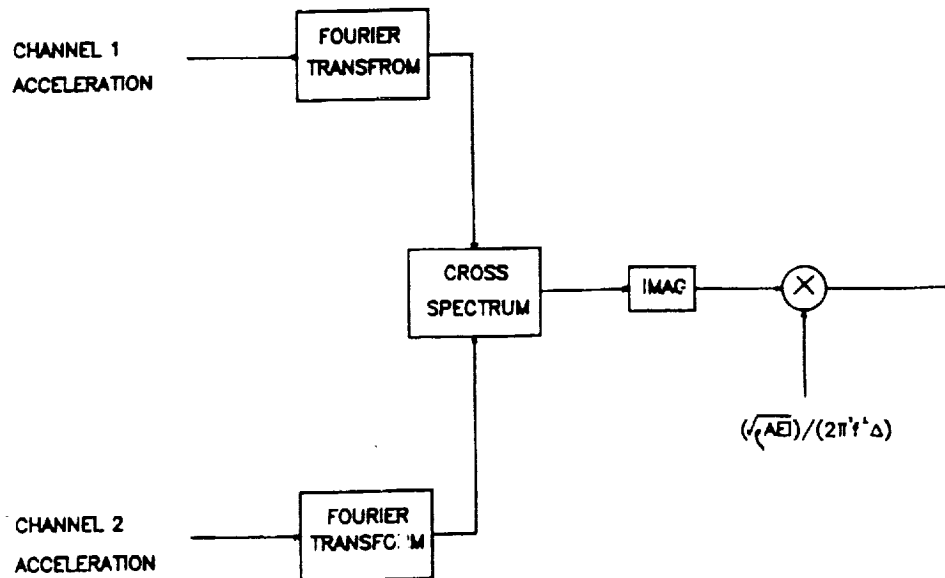 CHANNEL 1
ACCELERATION
FOURIER
TRANSFROM
CROSS
SPECTRUM
IMAG
×
CHANNEL 2
ACCELERATION
FOURIER